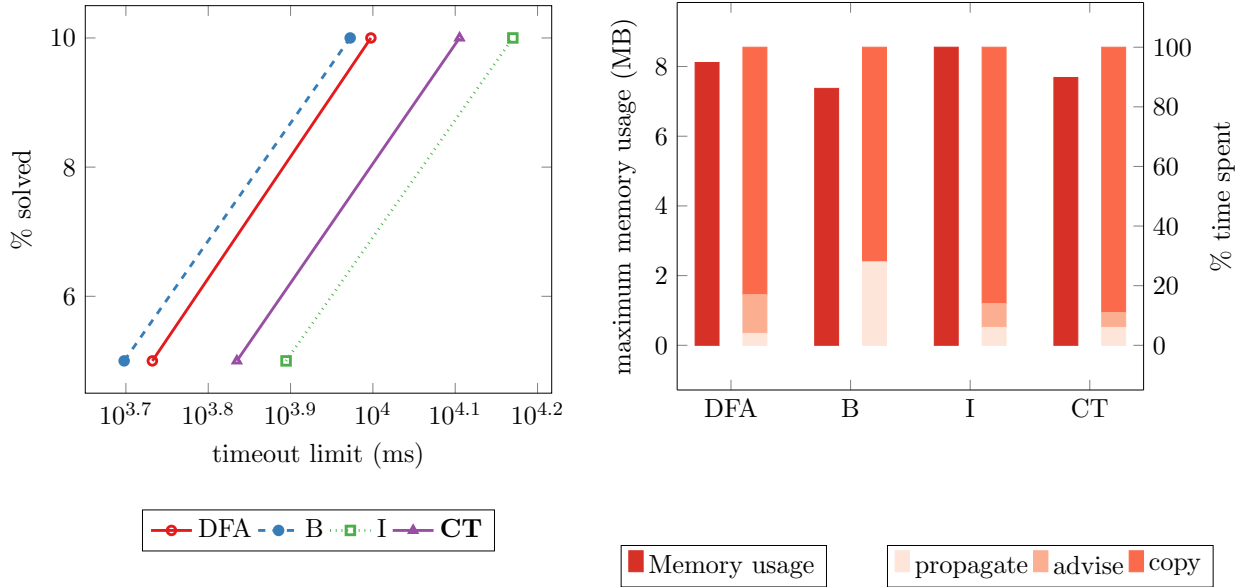 10
8
6
% solved
10^3.7 10^3.8 10^3.9 10^4 10^4.1 10^4.2
timeout limit (ms)
DFA B I CT
8
6
4
2
0
maximum memory usage (MB)
100
80
60
40
20
0
% time spent
DFA B I CT
Memory usage
propagate advise copy